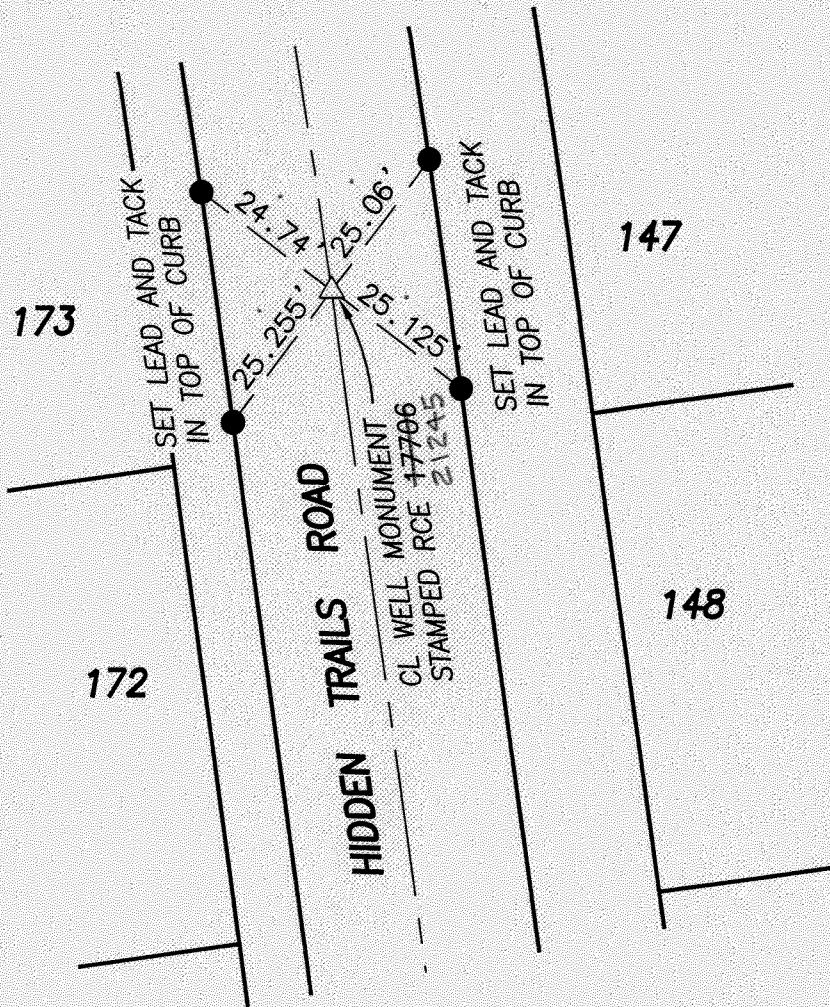 SET LEAD AND TACK
IN TOP OF CURB
173
24.74'
25.06'
25.255'
25.125'
SET LEAD AND TACK
IN TOP OF CURB
147
HIDDEN TRAILS ROAD
CL WELL MONUMENT
STAMPED RCE 17706
21245
172
148